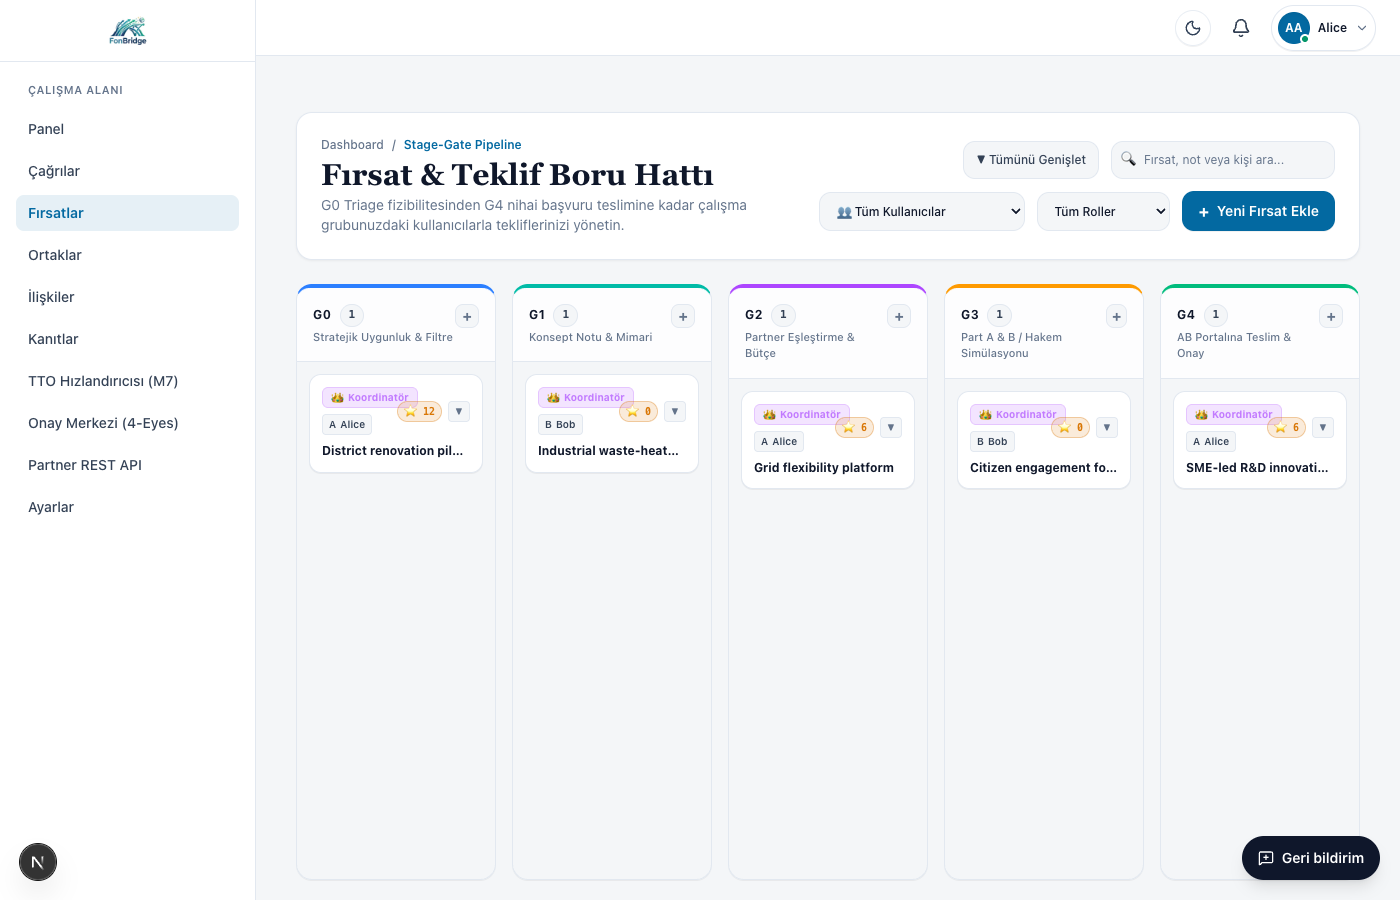 FonBridge
AA
Alice
ÇALIŞMA ALANI
Panel
Çağrılar
Fırsatlar
Ortaklar
İlişkiler
Kanıtlar
TTO Hızlandırıcısı (M7)
Onay Merkezi (4-Eyes)
Partner REST API
Ayarlar
N
Dashboard / Stage-Gate Pipeline
Fırsat & Teklif Boru Hattı
G0 Triage fizibilitesinden G4 nihai başvuru teslimine kadar çalışma
grubunuzdaki kullanıcılarla tekliflerinizi yönetin.
▼ Tümünü Genişlet
Fırsat, not veya kişi ara...
Tüm Kullanıcılar
Tüm Roller
+ Yeni Fırsat Ekle
G0 1 +
Stratejik Uygunluk & Filtre
Koordinatör
12 ▼
A Alice
District renovation pil...
G1 1 +
Konsept Notu & Mimari
Koordinatör
0 ▼
B Bob
Industrial waste-heat...
G2 1 +
Partner Eşleştirme &
Bütçe
Koordinatör
6 ▼
A Alice
Grid flexibility platform
G3 1 +
Part A & B / Hakem
Simülasyonu
Koordinatör
0 ▼
B Bob
Citizen engagement fo...
G4 1 +
AB Portalına Teslim &
Onay
Koordinatör
6 ▼
A Alice
SME-led R&D innovati...
Geri bildirim